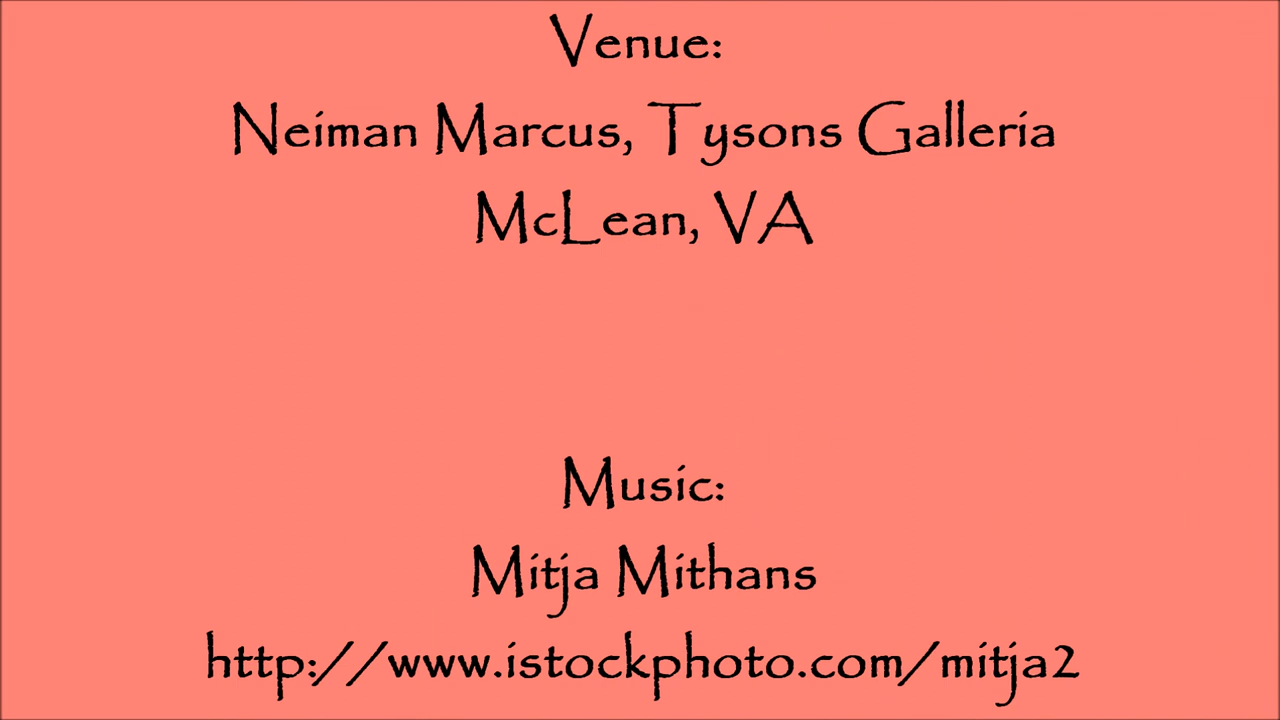 Venue:
Neiman Marcus, Tysons Galleria
McLean, VA
Music:
Mitja Mithans
http://www.istockphoto.com/mitja2